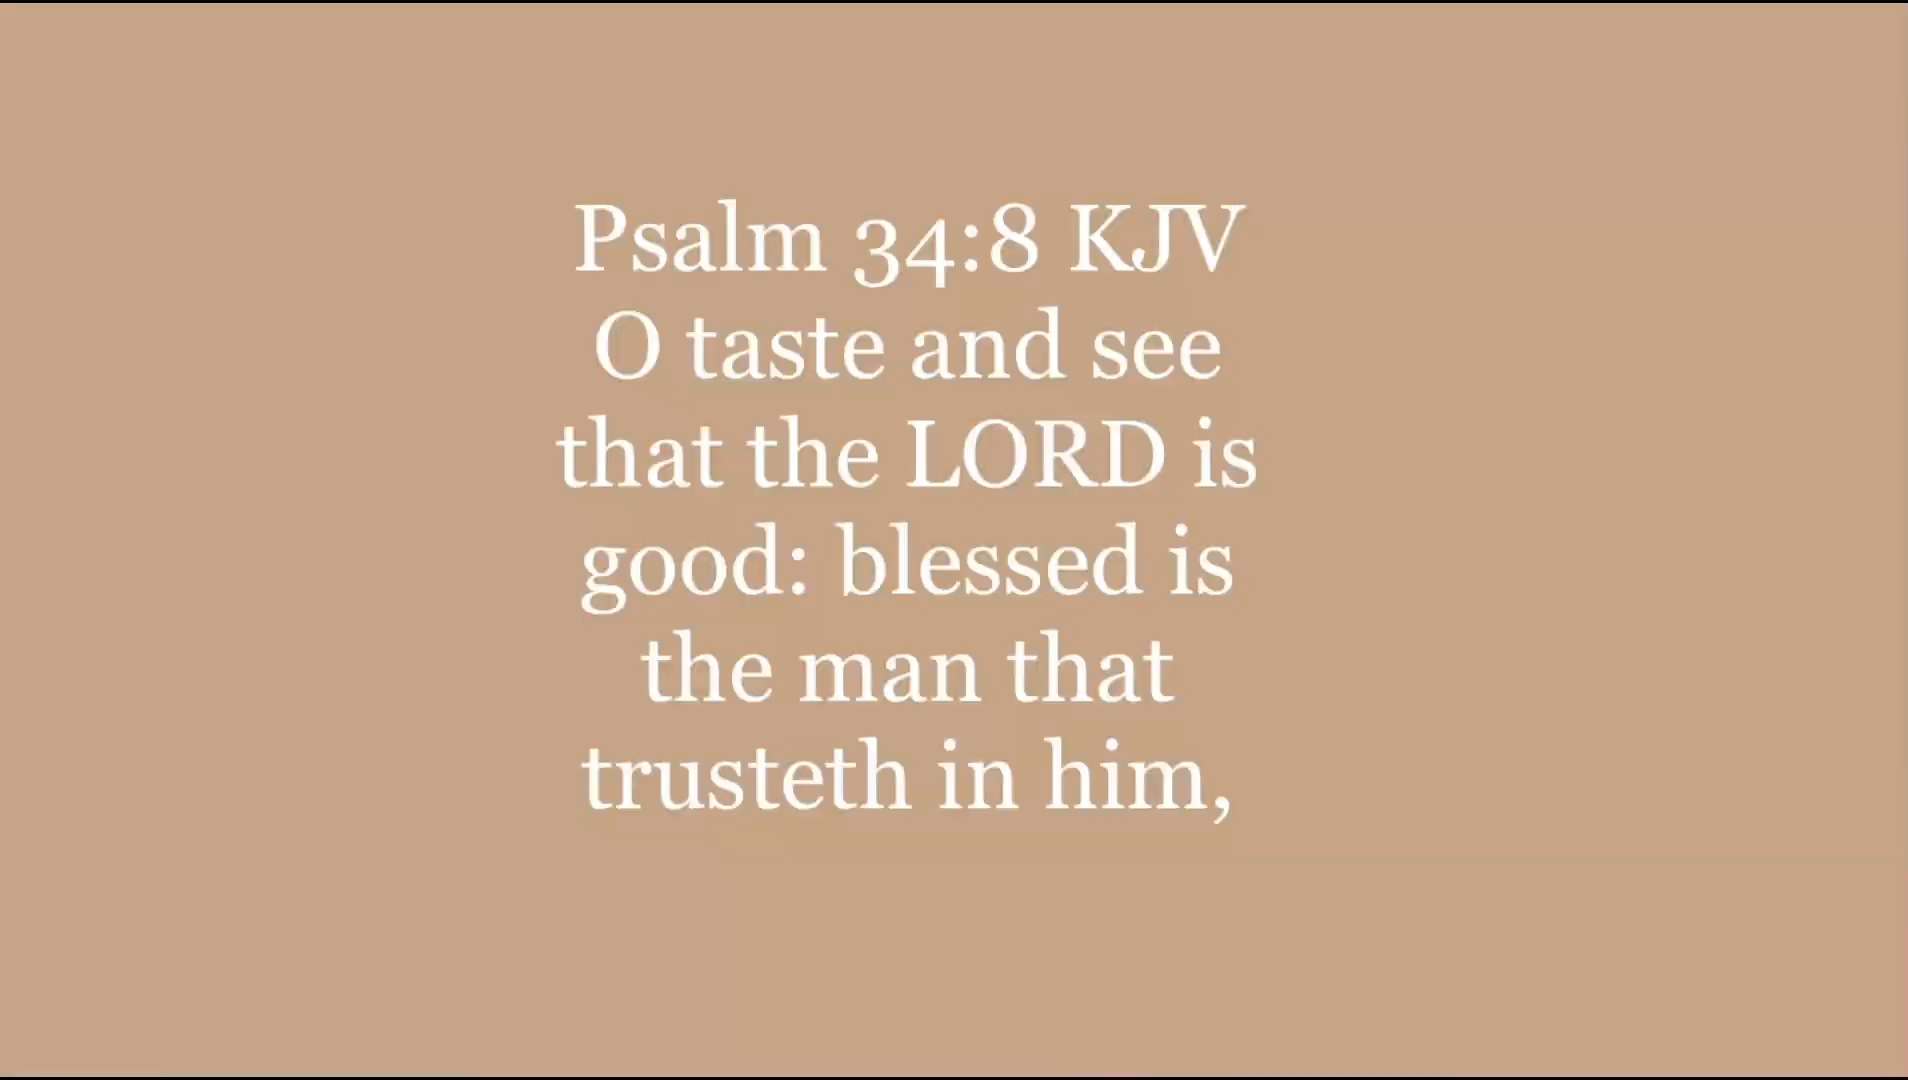 Psalm 34:8 KJV
O taste and see
that the LORD is
good: blessed is
the man that
trusteth in him,